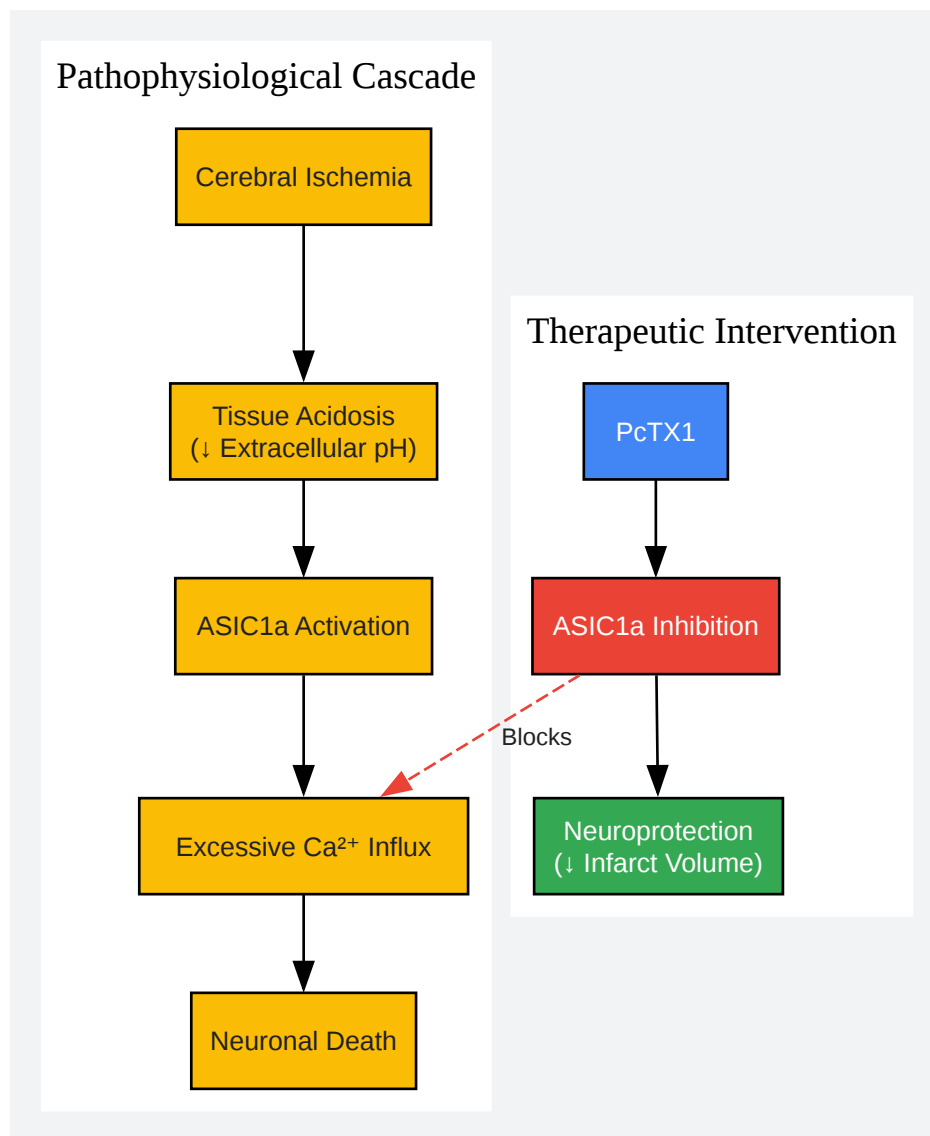 Pathophysiological Cascade
Cerebral Ischemia
Tissue Acidosis
(↓ Extracellular pH)
ASIC1a Activation
Excessive Ca²⁺ Influx
Neuronal Death
Therapeutic Intervention
PcTX1
ASIC1a Inhibition
Blocks
Neuroprotection
(↓ Infarct Volume)